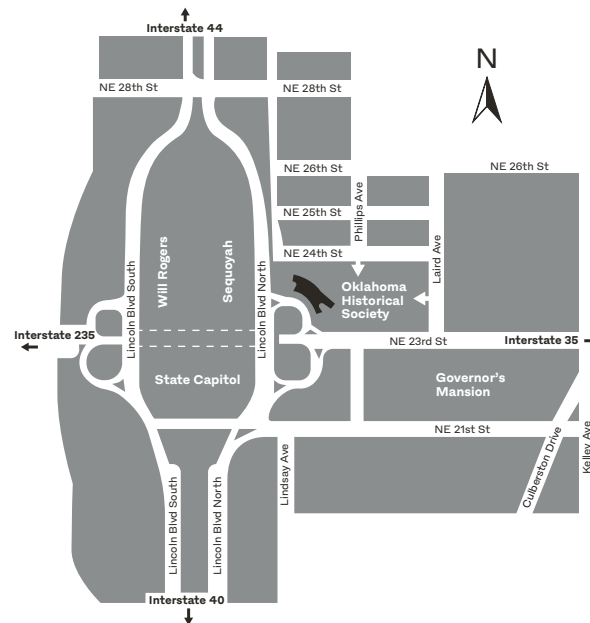 Interstate 44
N
NE 28th St
NE 28th St
NE 26th St
NE 26th St
Phillips Ave
NE 25th St
NE 24th St
Laird Ave
Will Rogers
Sequoyah
Lincoln Blvd South
Lincoln Blvd North
Oklahoma
Historical
Society
Interstate 235
NE 23rd St
Interstate 35
State Capitol
Governor's
Mansion
NE 21st St
Lindsay Ave
Culberston Drive
Kelley Ave
Lincoln Blvd South
Lincoln Blvd North
Interstate 40